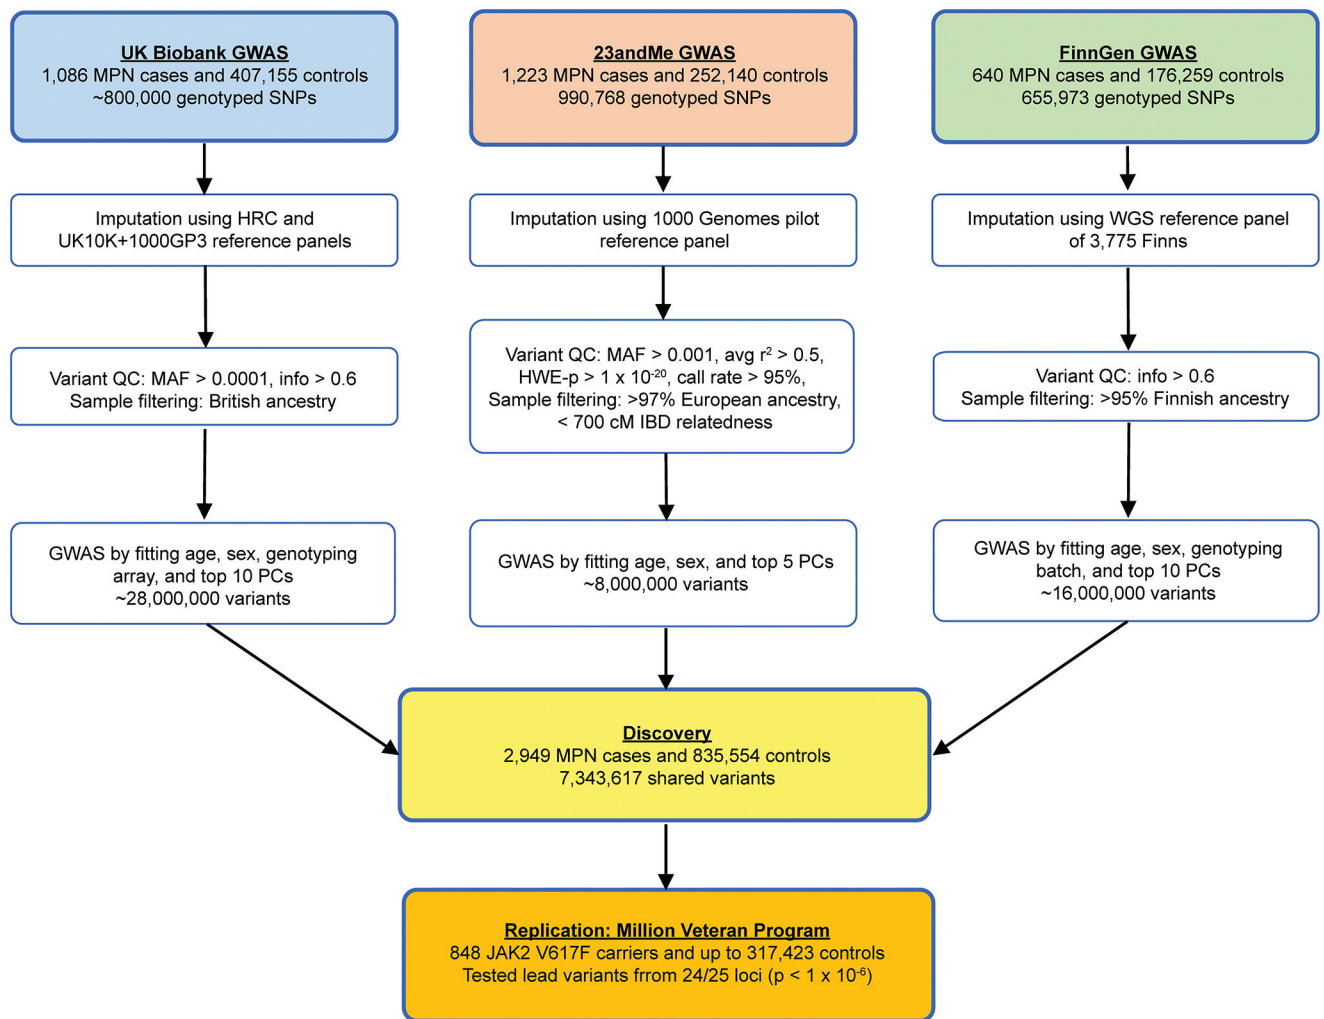 UK Biobank GWAS
1,086 MPN cases and 407,155 controls
~800,000 genotyped SNPs
23andMe GWAS
1,223 MPN cases and 252,140 controls
990,768 genotyped SNPs
FinnGen GWAS
640 MPN cases and 176,259 controls
655,973 genotyped SNPs
Imputation using HRC and
UK10K+1000GP3 reference panels
Imputation using 1000 Genomes pilot
reference panel
Imputation using WGS reference panel
of 3,775 Finns
Variant QC: MAF > 0.0001, info > 0.6
Sample filtering: British ancestry
Variant QC: MAF > 0.001, avg r² > 0.5,
HWE-p > 1 x 10⁻²⁰, call rate > 95%,
Sample filtering: >97% European ancestry,
< 700 cM IBD relatedness
Variant QC: info > 0.6
Sample filtering: >95% Finnish ancestry
GWAS by fitting age, sex, genotyping
array, and top 10 PCs
~28,000,000 variants
GWAS by fitting age, sex, and top 5 PCs
~8,000,000 variants
GWAS by fitting age, sex, genotyping
batch, and top 10 PCs
~16,000,000 variants
Discovery
2,949 MPN cases and 835,554 controls
7,343,617 shared variants
Replication: Million Veteran Program
848 JAK2 V617F carriers and up to 317,423 controls
Tested lead variants frrom 24/25 loci (p < 1 x 10⁻⁶)